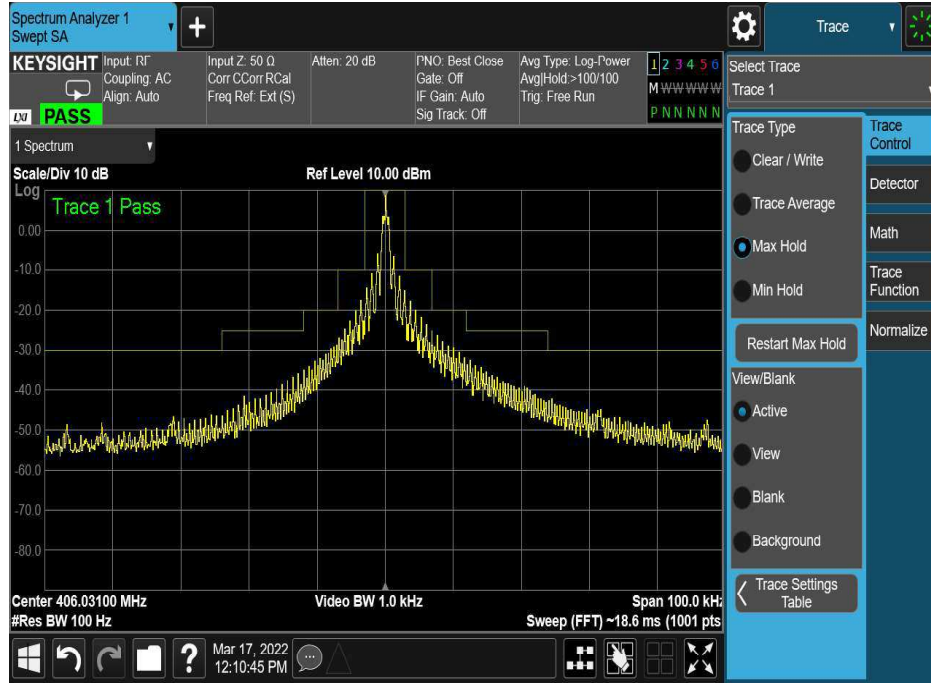 Spectrum Analyzer 1
Swept SA
+
Trace
KEYSIGHT
Input: RF
Coupling: AC
Align: Auto
Input Z: 50 Ω
Corr CCorr RCal
Freq Ref: Ext (S)
Atten: 20 dB
PNO: Best Close
Gate: Off
IF Gain: Auto
Sig Track: Off
Avg Type: Log-Power
Avg|Hold:>100/100
Trig: Free Run
1 2 3 4 5 6
M W W W W W
P N N N N N
LXI PASS
Select Trace
Trace 1
1 Spectrum
Scale/Div 10 dB
Ref Level 10.00 dBm
Log
Trace 1 Pass
0.00
-10.0
-20.0
-30.0
-40.0
-50.0
-60.0
-70.0
-80.0
Center 406.03100 MHz
Video BW 1.0 kHz
Span 100.0 kHz
#Res BW 100 Hz
Sweep (FFT) ~18.6 ms (1001 pts
Trace Type
Clear / Write
Trace Average
Max Hold
Min Hold
Restart Max Hold
View/Blank
Active
View
Blank
Background
Trace Settings
Table
Trace
Control
Detector
Math
Trace
Function
Normalize
?
Mar 17, 2022
12:10:45 PM